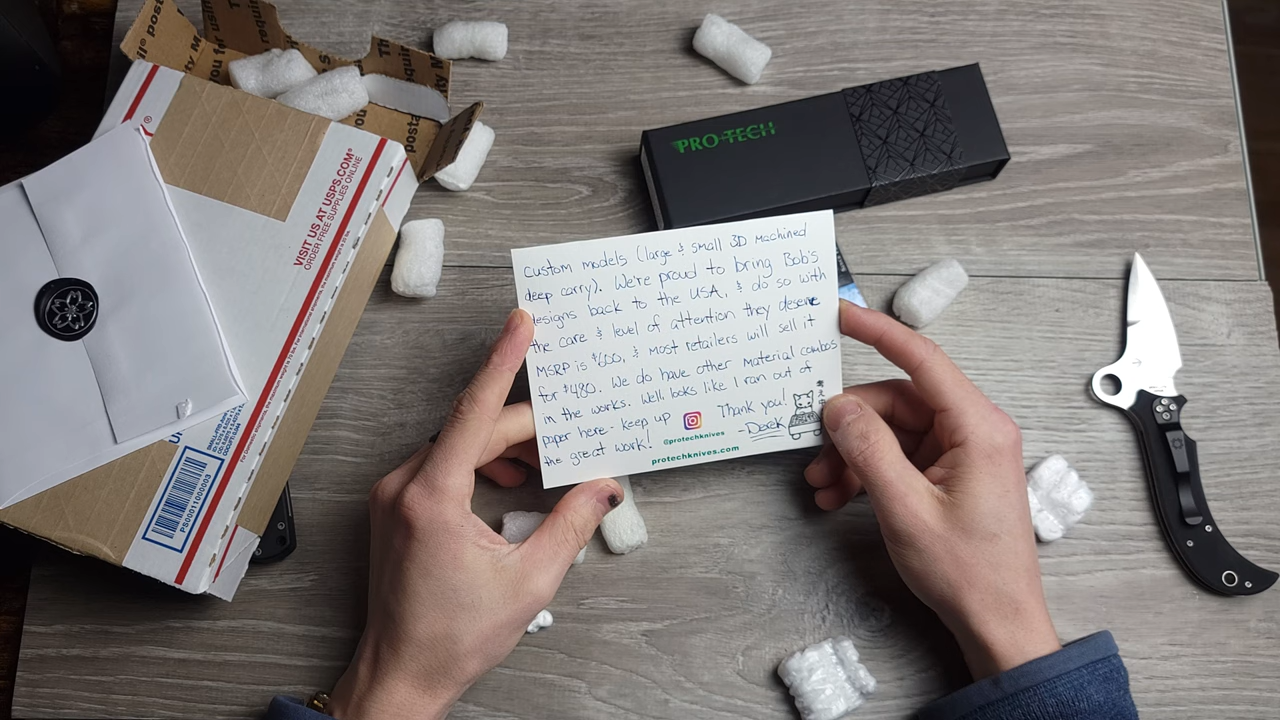 VISIT US AT USPS.COM®
ORDER FREE SUPPLIES ONLINE
PS00011000003
PRO-TECH
Custom models (large & small 3D machined
deep carry). We're proud to bring Bob's
designs back to the USA, & do so with
the care & level of attention they deserve
MSRP is $600, & most retailers will sell it
for $480. We do have other material combos
in the works. Well, looks like I ran out of
paper here - keep up
the great work!
Thank you!
-Derek
@protechknives
protechknives.com